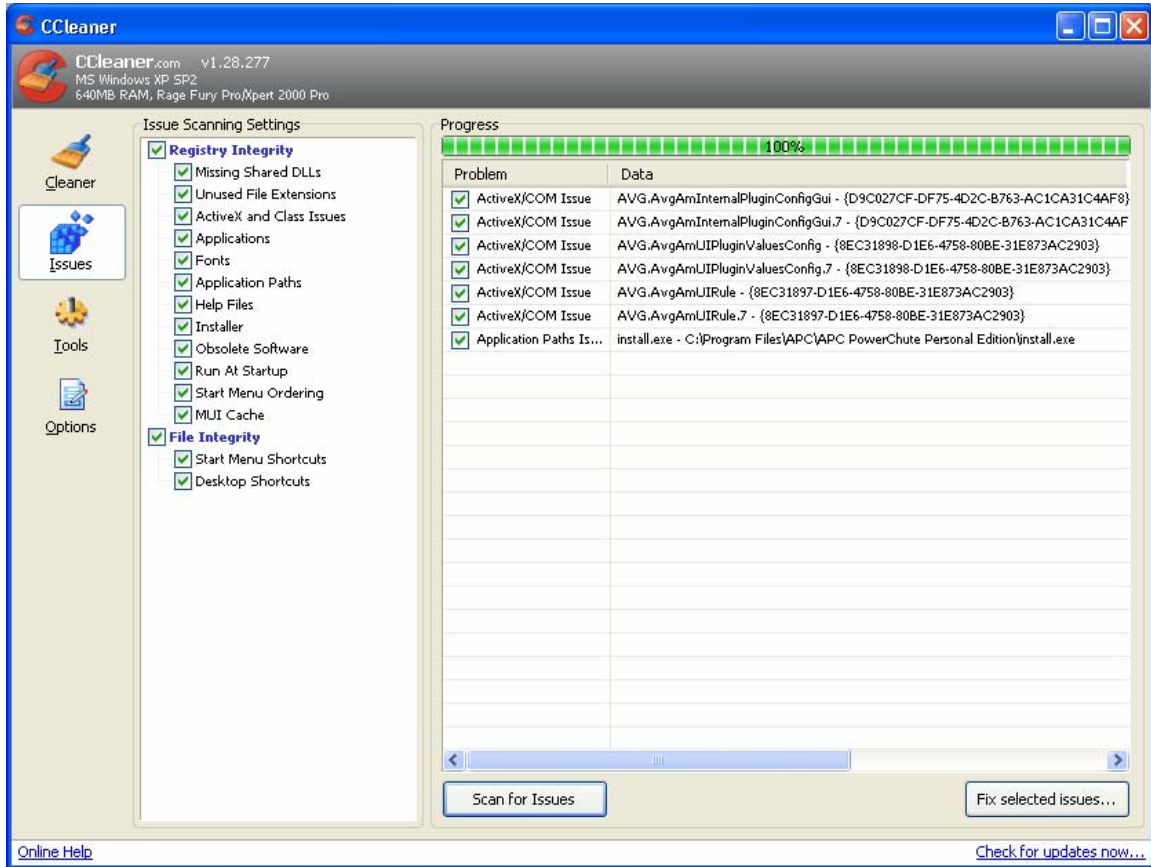 CCleaner
CCleaner.com v1.28.277
MS Windows XP SP2
640MB RAM, Rage Fury Pro/Xpert 2000 Pro
Cleaner
Issues
Tools
Options
Issue Scanning Settings
Registry Integrity
Missing Shared DLLs
Unused File Extensions
ActiveX and Class Issues
Applications
Fonts
Application Paths
Help Files
Installer
Obsolete Software
Run At Startup
Start Menu Ordering
MUI Cache
File Integrity
Start Menu Shortcuts
Desktop Shortcuts
Progress
100%
Problem Data
ActiveX/COM Issue AVG.AvgAmInternalPluginConfigGui - {D9C027CF-DF75-4D2C-B763-AC1CA31C4AF8}
ActiveX/COM Issue AVG.AvgAmInternalPluginConfigGui.7 - {D9C027CF-DF75-4D2C-B763-AC1CA31C4AF
ActiveX/COM Issue AVG.AvgAmUIPluginValuesConfig - {8EC31898-D1E6-4758-80BE-31E873AC2903}
ActiveX/COM Issue AVG.AvgAmUIPluginValuesConfig.7 - {8EC31898-D1E6-4758-80BE-31E873AC2903}
ActiveX/COM Issue AVG.AvgAmUIRule - {8EC31897-D1E6-4758-80BE-31E873AC2903}
ActiveX/COM Issue AVG.AvgAmUIRule.7 - {8EC31897-D1E6-4758-80BE-31E873AC2903}
Application Paths Is... install.exe - C:\Program Files\APC\APC PowerChute Personal Edition\install.exe
Scan for Issues
Fix selected issues...
Online Help
Check for updates now...